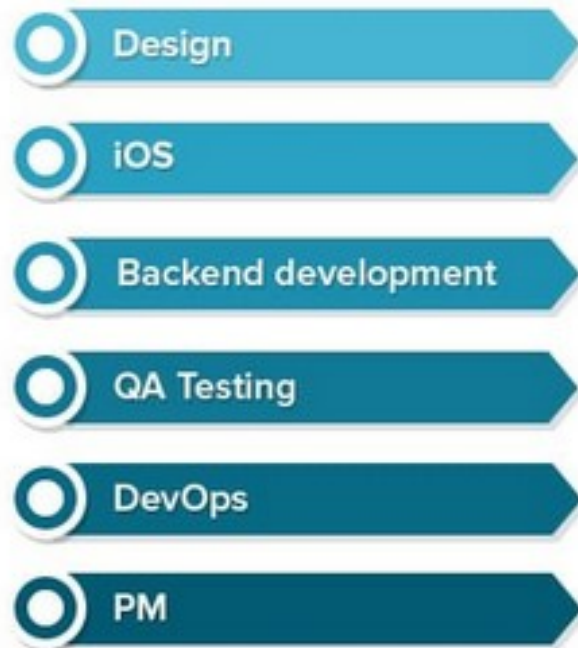 Design
iOS
Backend development
QA Testing
DevOps
PM